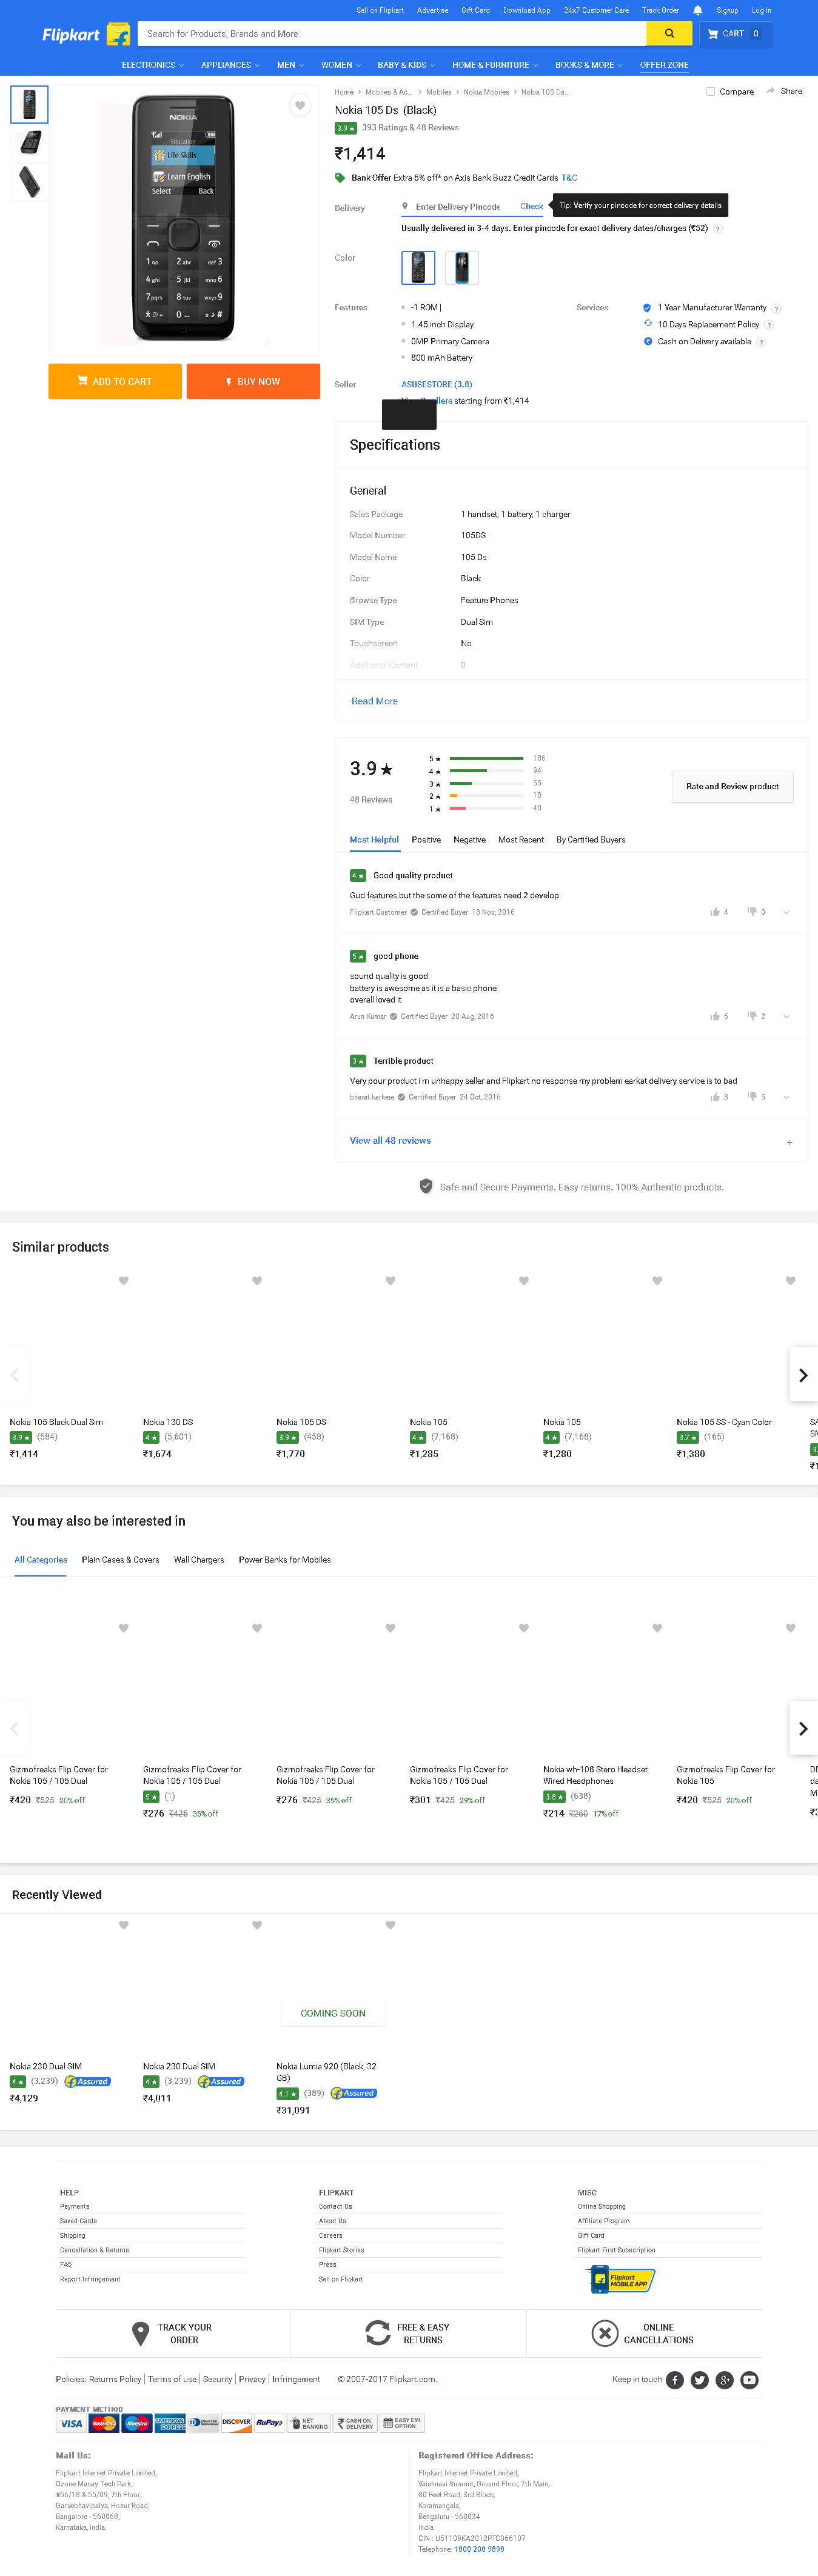 Sell on Flipkart Advertise Gift Card Download App 24x7 Customer Care Track Order Signup Log In
Flipkart Search for Products, Brands and More CART 0
ELECTRONICS APPLIANCES MEN WOMEN BABY & KIDS HOME & FURNITURE BOOKS & MORE OFFER ZONE
Home > Mobiles & Ac... > Mobiles > Nokia Mobiles > Nokia 105 Ds... Compare Share
Nokia 105 Ds (Black)
3.9 ★ 393 Ratings & 48 Reviews
₹1,414
Bank Offer Extra 5% off* on Axis Bank Buzz Credit Cards T&C
Delivery Enter Delivery Pincode Check Tip: Verify your pincode for correct delivery details
Usually delivered in 3-4 days. Enter pincode for exact delivery dates/charges (₹52) ?
Color
Features -1 ROM | Services 1 Year Manufacturer Warranty ?
1.45 inch Display 10 Days Replacement Policy ?
0MP Primary Camera Cash on Delivery available ?
800 mAh Battery
Seller ASUSESTORE (3.8)
starting from ₹1,414
NOKIA
Education
Life Skills
Learn English
Select Back
1 2 abc def 3
4 ghi 5 jkl mno 6
7 pqrs 8 tuv wxyz 9
0 #
ADD TO CART BUY NOW
Specifications
General
Sales Package 1 handset, 1 battery, 1 charger
Model Number 105DS
Model Name 105 Ds
Color Black
Browse Type Feature Phones
SIM Type Dual Sim
Touchscreen No
Additional Content 0
Read More
3.9 ★
48 Reviews
5 ★ 186
4 ★ 94
3 ★ 55
2 ★ 18
1 ★ 40
Rate and Review product
Most Helpful Positive Negative Most Recent By Certified Buyers
4 ★ Good quality product
Gud features but the some of the features need 2 develop
Flipkart Customer Certified Buyer 18 Nov, 2016 4 0
5 ★ good phone
sound quality is good
battery is awesome as it is a basic phone
overall loved it
Arun Kumar Certified Buyer 20 Aug, 2016 5 2
3 ★ Terrible product
Very pour product i m unhappy seller and Flipkart no response my problem earkat delivery service is to bad
bharat karkera Certified Buyer 24 Oct, 2016 8 5
View all 48 reviews +
Safe and Secure Payments. Easy returns. 100% Authentic products.
Similar products
Nokia 105 Black Dual Sim Nokia 130 DS Nokia 105 DS Nokia 105 Nokia 105 Nokia 105 SS - Cyan Color
3.9 ★ (584) 4 ★ (5,601) 3.9 ★ (458) 4 ★ (7,168) 4 ★ (7,168) 3.7 ★ (165)
₹1,414 ₹1,674 ₹1,770 ₹1,285 ₹1,280 ₹1,380
You may also be interested in
All Categories Plain Cases & Covers Wall Chargers Power Banks for Mobiles
Gizmofreaks Flip Cover for Gizmofreaks Flip Cover for Gizmofreaks Flip Cover for Gizmofreaks Flip Cover for Nokia wh-108 Stero Headset Gizmofreaks Flip Cover for
Nokia 105 / 105 Dual Nokia 105 / 105 Dual Nokia 105 / 105 Dual Nokia 105 / 105 Dual Wired Headphones Nokia 105
5 ★ (1) 3.8 ★ (638)
₹420 ₹525 20% off ₹276 ₹425 35% off ₹276 ₹425 35% off ₹301 ₹425 29% off ₹214 ₹260 17% off ₹420 ₹525 20% off
Recently Viewed
COMING SOON
Nokia 230 Dual SIM Nokia 230 Dual SIM Nokia Lumia 920 (Black, 32
GB)
4 ★ (3,239) Assured 4 ★ (3,239) Assured 4.1 ★ (389) Assured
₹4,129 ₹4,011 ₹31,091
HELP FLIPKART MISC
Payments Contact Us Online Shopping
Saved Cards About Us Affiliate Program
Shipping Careers Gift Card
Cancellation & Returns Flipkart Stories Flipkart First Subscription
FAQ Press
Report Infringement Sell on Flipkart
Flipkart
MOBILE APP
TRACK YOUR FREE & EASY ONLINE
ORDER RETURNS CANCELLATIONS
Policies: Returns Policy | Terms of use | Security | Privacy | Infringement © 2007-2017 Flipkart.com. Keep in touch
PAYMENT METHOD
VISA MasterCard Maestro AMERICAN EXPRESS Diners Club DISCOVER RuPay NET BANKING CASH ON DELIVERY EASY EMI OPTION
Mail Us: Registered Office Address:
Flipkart Internet Private Limited, Flipkart Internet Private Limited,
Ozone Manay Tech Park, Vaishnavi Summit, Ground Floor, 7th Main,
#56/18 & 55/09, 7th Floor, 80 Feet Road, 3rd Block,
Garvebhavipalya, Hosur Road, Koramangala,
Bangalore - 560068, Bengaluru - 560034
Karnataka, India. India
CIN : U51109KA2012PTC066107
Telephone: 1800 208 9898